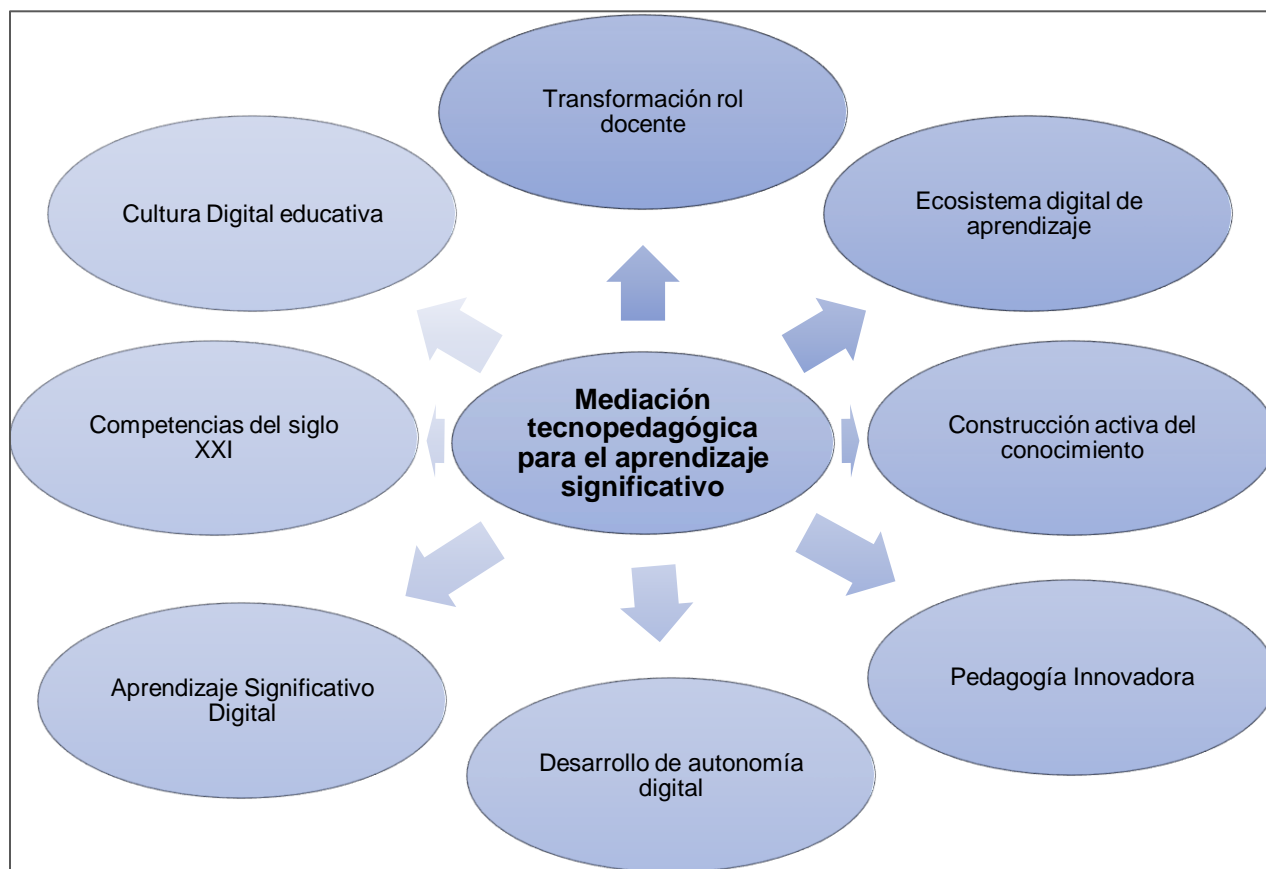 Transformación rol
docente
Cultura Digital educativa
Ecosistema digital de
aprendizaje
Competencias del siglo
XXI
Mediación
tecnopedagógica
para el aprendizaje
significativo
Construcción activa del
conocimiento
Aprendizaje Significativo
Digital
Pedagogía Innovadora
Desarrollo de autonomía
digital